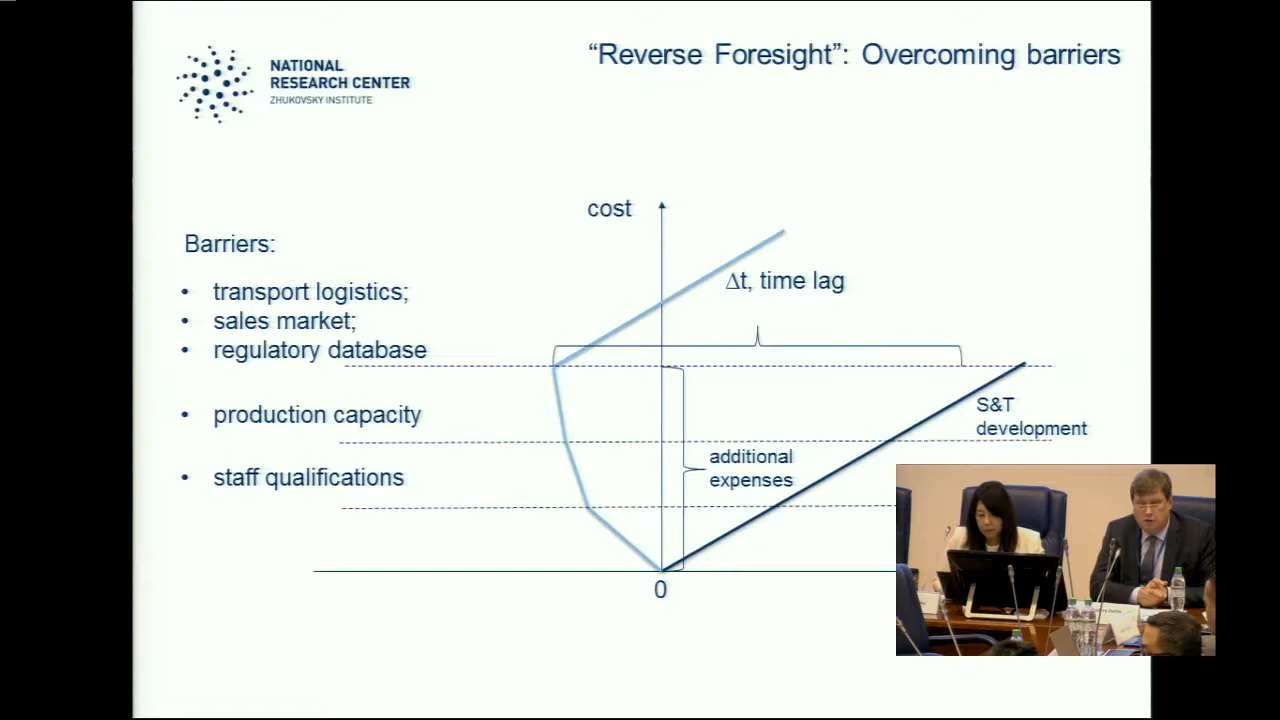 NATIONAL
RESEARCH CENTER
ZHUKOVSKY INSTITUTE
“Reverse Foresight”: Overcoming barriers
cost
Barriers:
• transport logistics;
• sales market;
• regulatory database
• production capacity
• staff qualifications
Δt, time lag
S&T
development
additional
expenses
0